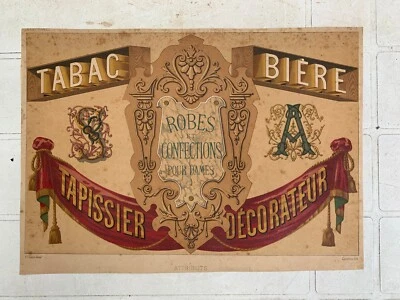 TABAC
BIÈRE
ROBES
ET
CONFECTIONS
POUR DAMES
A
TAPISSIER
DÉCORATEUR